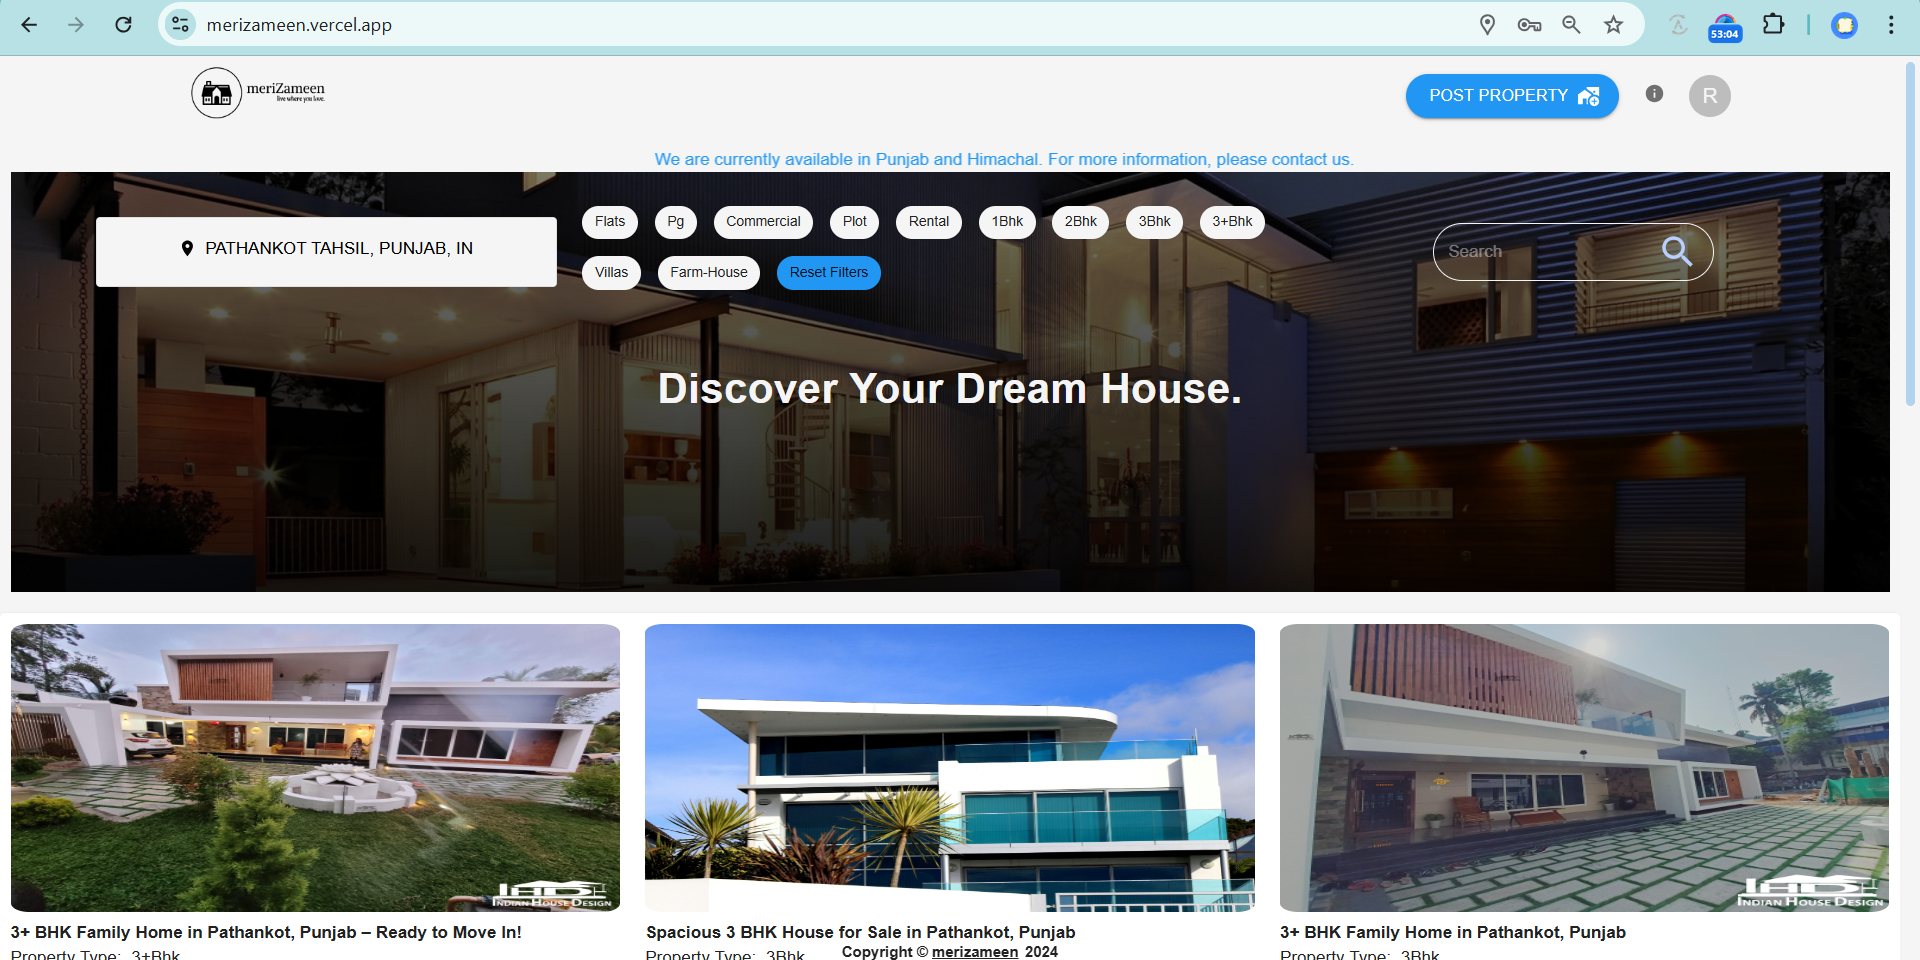 merizameen.vercel.app
53:04
meriZameen
live where you love.
POST PROPERTY
R
We are currently available in Punjab and Himachal. For more information, please contact us.
PATHANKOT TAHSIL, PUNJAB, IN
Flats Pg Commercial Plot Rental 1Bhk 2Bhk 3Bhk 3+Bhk
Villas Farm-House Reset Filters
Search
Discover Your Dream House.
IHD
INDIAN HOUSE DESIGN
IHD
INDIAN HOUSE DESIGN
3+ BHK Family Home in Pathankot, Punjab – Ready to Move In!
Property Type: 3+Bhk
Spacious 3 BHK House for Sale in Pathankot, Punjab
Property Type: 3Bhk
3+ BHK Family Home in Pathankot, Punjab
Property Type: 3Bhk
Copyright © merizameen 2024